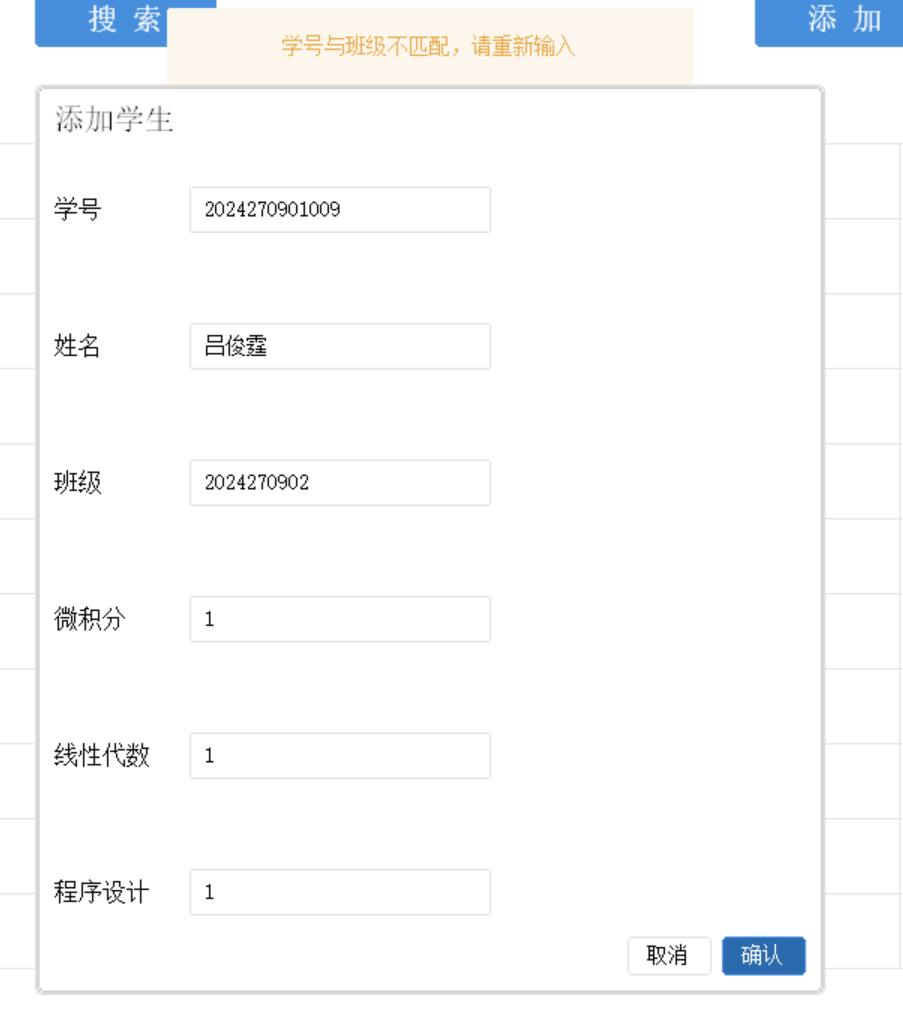 搜 索
添 加
学号与班级不匹配，请重新输入
添加学生
学号 2024270901009
姓名 吕俊霆
班级 2024270902
微积分 1
线性代数 1
程序设计 1
取消 确认